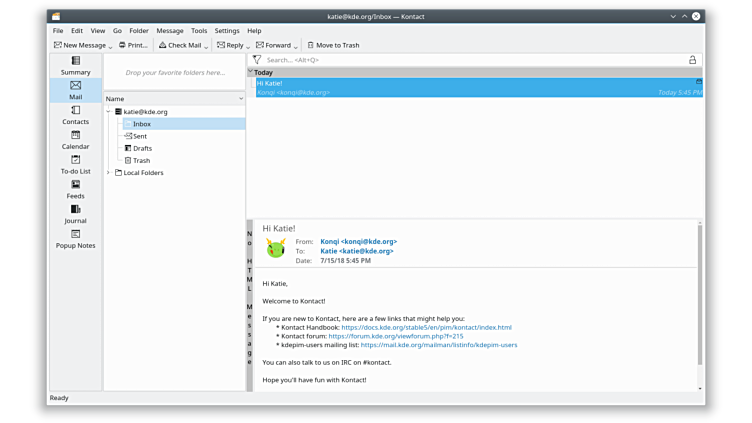 katie@kde.org/Inbox — Kontact
File Edit View Go Folder Message Tools Settings Help
New Message Print... Check Mail Reply Forward Move to Trash
Summary
Mail
Contacts
Calendar
To-do List
Feeds
Journal
Popup Notes
Drop your favorite folders here...
Name
katie@kde.org
Inbox
Sent
Drafts
Trash
Local Folders
Search... <Alt+Q>
Today
Hi Katie!
Konqi <konqi@kde.org> Today 5:45 PM
No HTML Message
Hi Katie!
From: Konqi <konqi@kde.org>
To: Katie <katie@kde.org>
Date: 7/15/18 5:45 PM
Hi Katie,
Welcome to Kontact!
If you are new to Kontact, here are a few links that might help you:
* Kontact Handbook: https://docs.kde.org/stable5/en/pim/kontact/index.html
* Kontact forum: https://forum.kde.org/viewforum.php?f=215
* kdepim-users mailing list: https://mail.kde.org/mailman/listinfo/kdepim-users
You can also talk to us on IRC on #kontact.
Hope you'll have fun with Kontact!
Ready